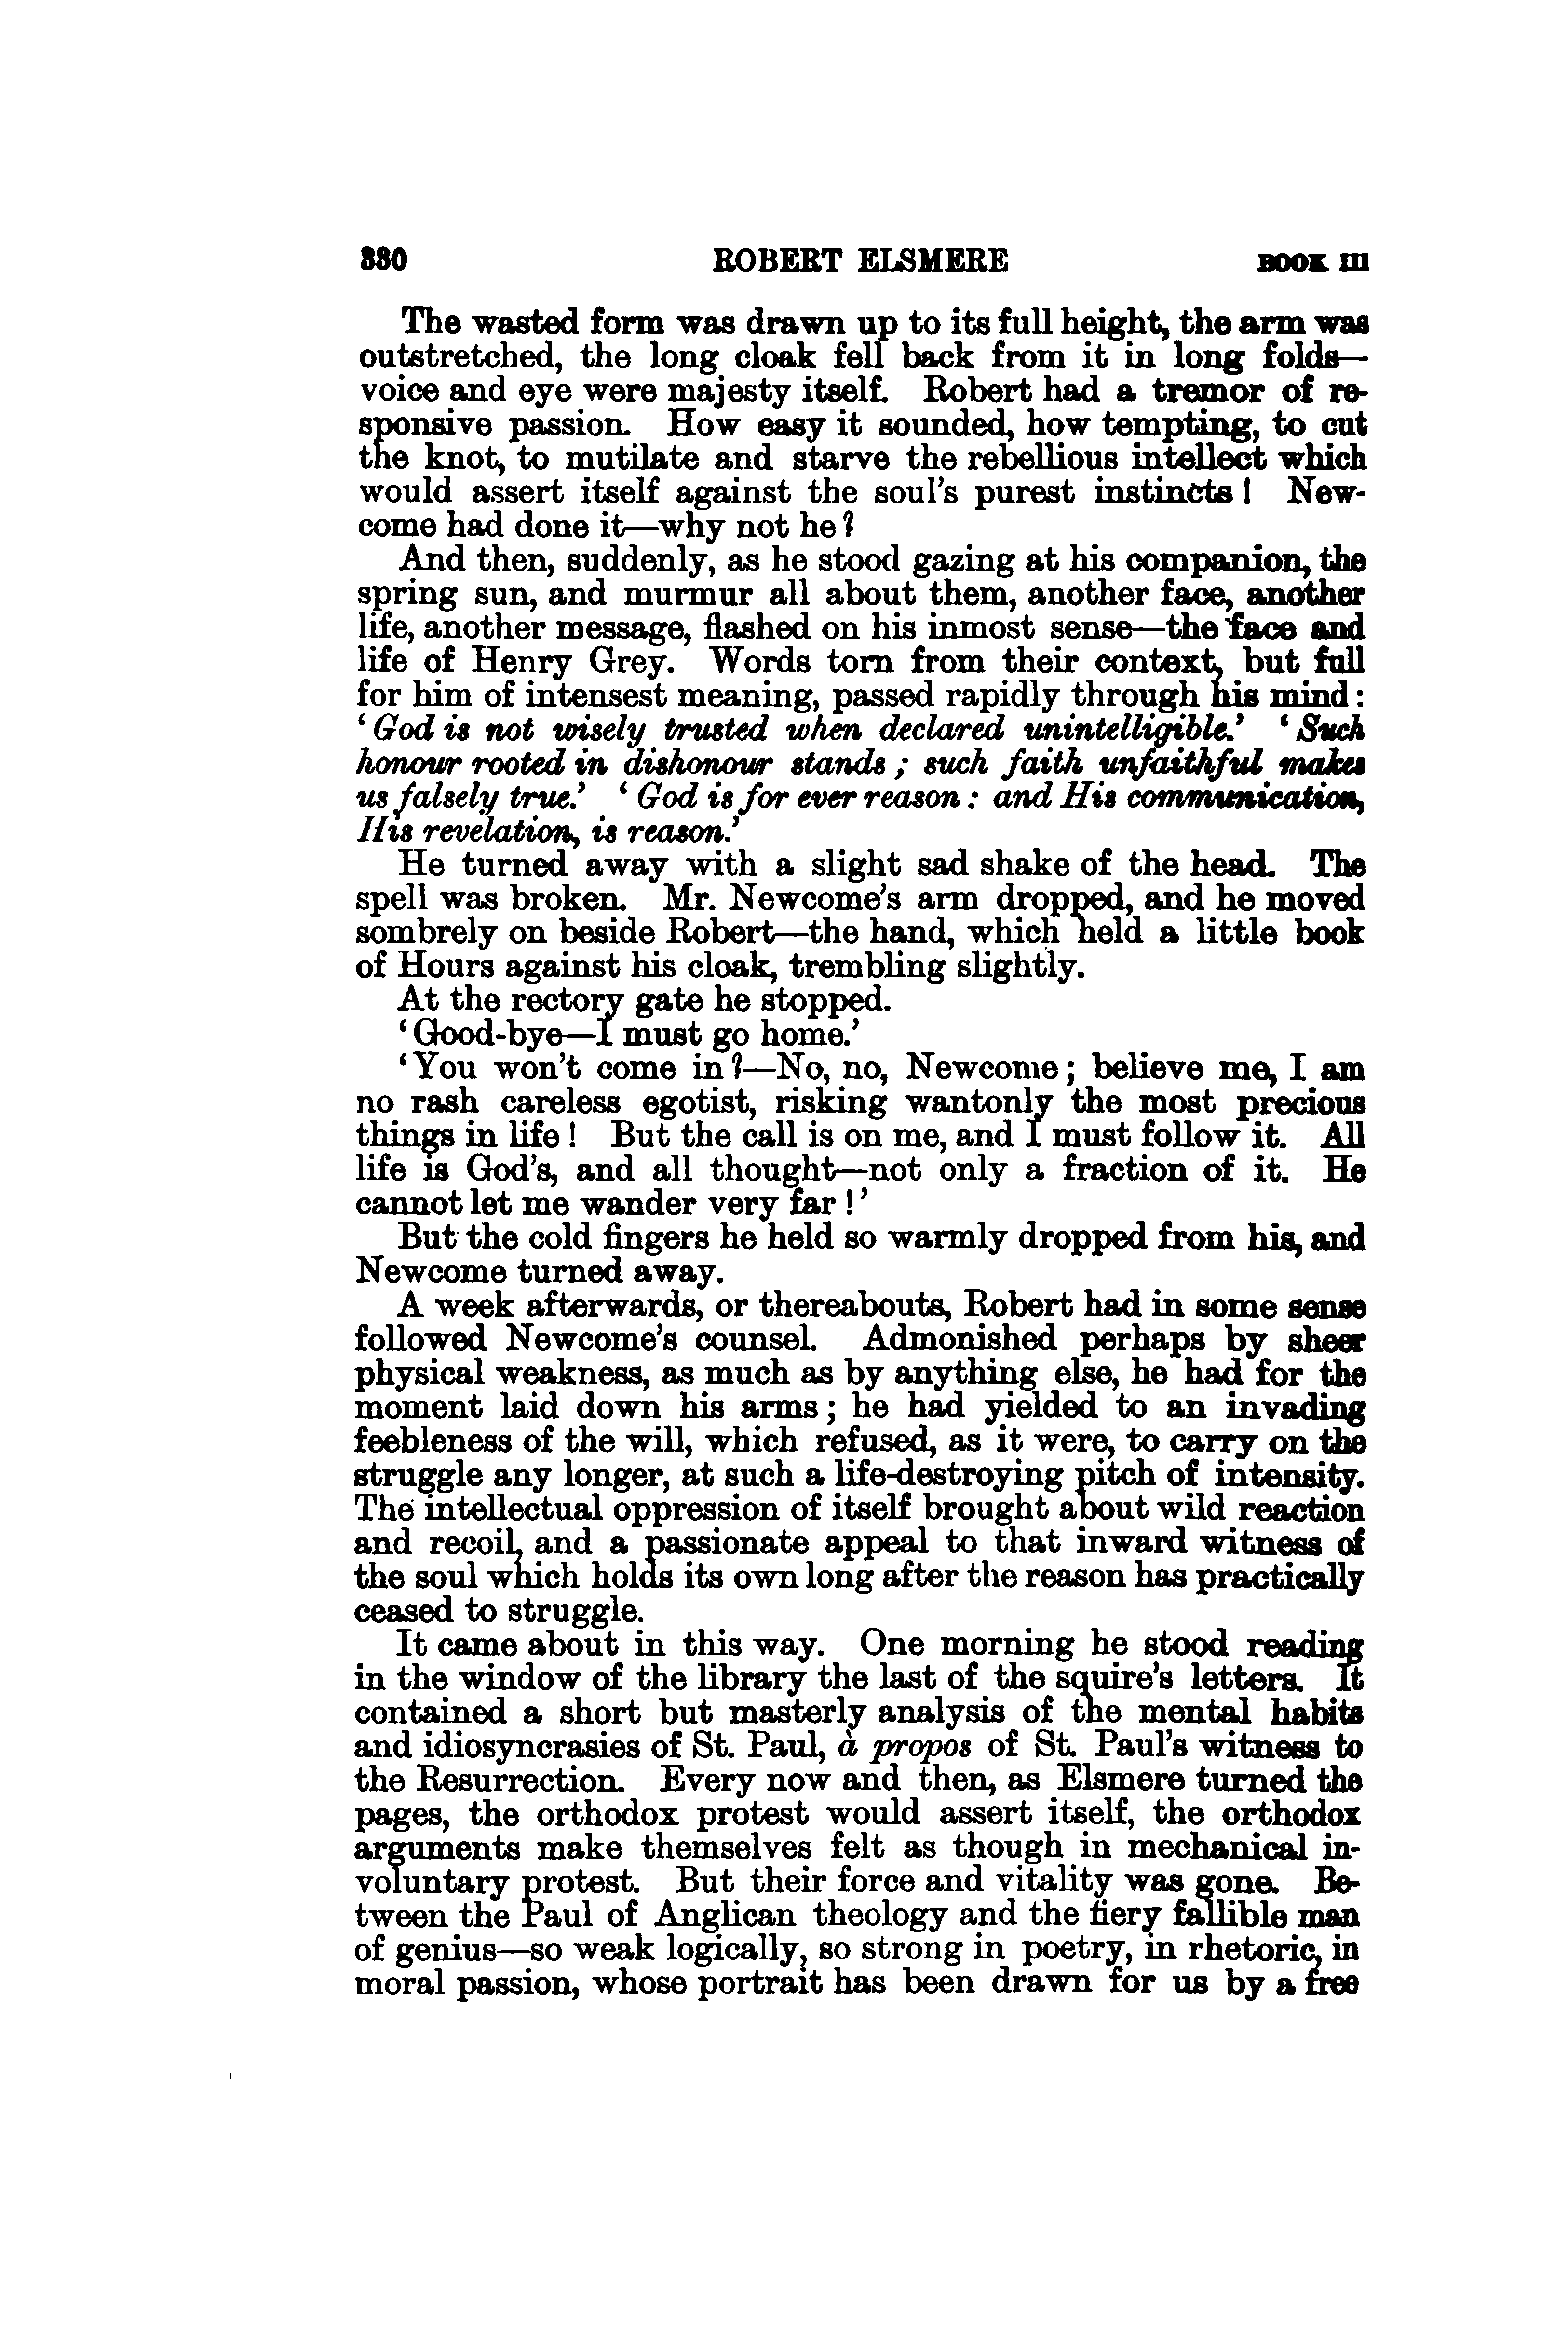 330 ROBERT ELSMERE BOOK III
The wasted form was drawn up to its full height, the arm was
outstretched, the long cloak fell back from it in long folds—
voice and eye were majesty itself. Robert had a tremor of re-
sponsive passion. How easy it sounded, how tempting, to cut
the knot, to mutilate and starve the rebellious intellect which
would assert itself against the soul's purest instincts! New-
come had done it—why not he?
And then, suddenly, as he stood gazing at his companion, the
spring sun, and murmur all about them, another face, another
life, another message, flashed on his inmost sense—the face and
life of Henry Grey. Words torn from their context, but full
for him of intensest meaning, passed rapidly through his mind:
'God is not wisely trusted when declared unintelligible.' 'Such
honour rooted in dishonour stands; such faith unfaithful makes
us falsely true.' 'God is for ever reason: and His communication,
His revelation, is reason.'
He turned away with a slight sad shake of the head. The
spell was broken. Mr. Newcome's arm dropped, and he moved
sombrely on beside Robert—the hand, which held a little book
of Hours against his cloak, trembling slightly.
At the rectory gate he stopped.
'Good-bye—I must go home.'
'You won't come in?—No, no, Newcome; believe me, I am
no rash careless egotist, risking wantonly the most precious
things in life! But the call is on me, and I must follow it. All
life is God's, and all thought—not only a fraction of it. He
cannot let me wander very far!'
But the cold fingers he held so warmly dropped from his, and
Newcome turned away.
A week afterwards, or thereabouts, Robert had in some sense
followed Newcome's counsel. Admonished perhaps by sheer
physical weakness, as much as by anything else, he had for the
moment laid down his arms; he had yielded to an invading
feebleness of the will, which refused, as it were, to carry on the
struggle any longer, at such a life-destroying pitch of intensity.
The intellectual oppression of itself brought about wild reaction
and recoil, and a passionate appeal to that inward witness of
the soul which holds its own long after the reason has practically
ceased to struggle.
It came about in this way. One morning he stood reading
in the window of the library the last of the squire's letters. It
contained a short but masterly analysis of the mental habits
and idiosyncrasies of St. Paul, à propos of St. Paul's witness to
the Resurrection. Every now and then, as Elsmere turned the
pages, the orthodox protest would assert itself, the orthodox
arguments make themselves felt as though in mechanical in-
voluntary protest. But their force and vitality was gone. Be-
tween the Paul of Anglican theology and the fiery fallible man
of genius—so weak logically, so strong in poetry, in rhetoric, in
moral passion, whose portrait has been drawn for us by a free